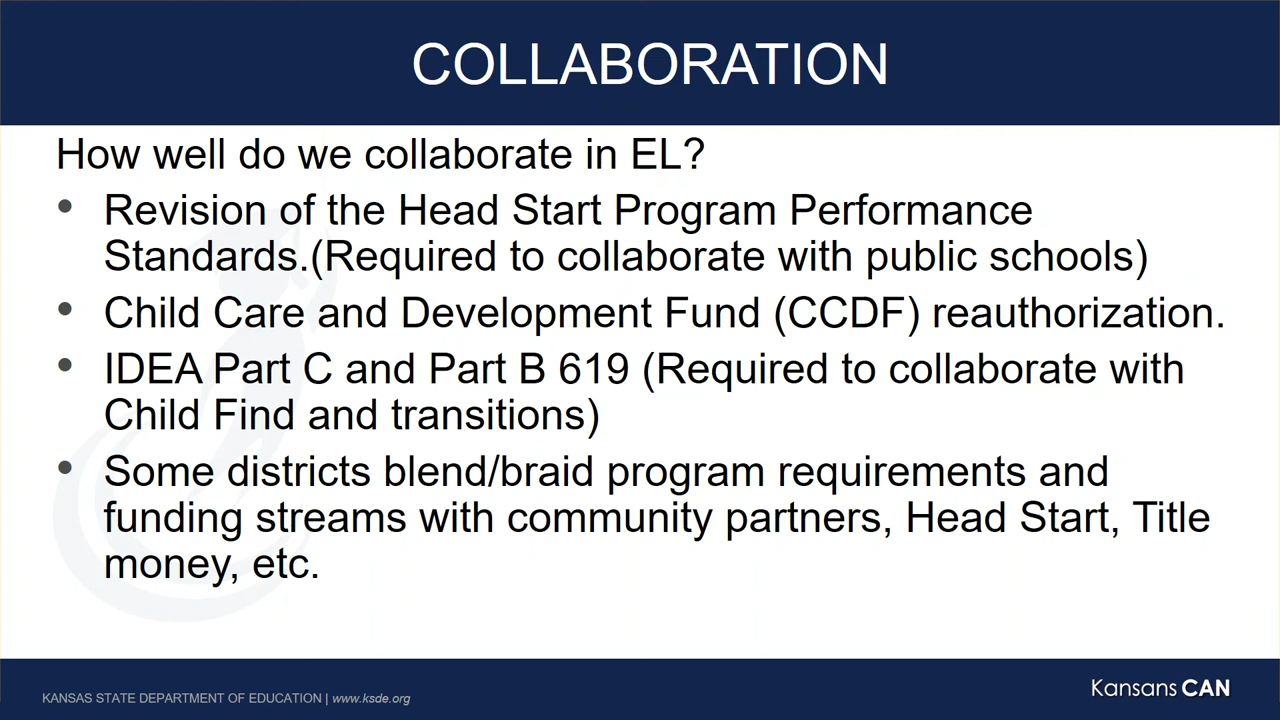 COLLABORATION
How well do we collaborate in EL?
• Revision of the Head Start Program Performance
Standards.(Required to collaborate with public schools)
• Child Care and Development Fund (CCDF) reauthorization.
• IDEA Part C and Part B 619 (Required to collaborate with
Child Find and transitions)
• Some districts blend/braid program requirements and
funding streams with community partners, Head Start, Title
money, etc.
KANSAS STATE DEPARTMENT OF EDUCATION | www.ksde.org
Kansans CAN